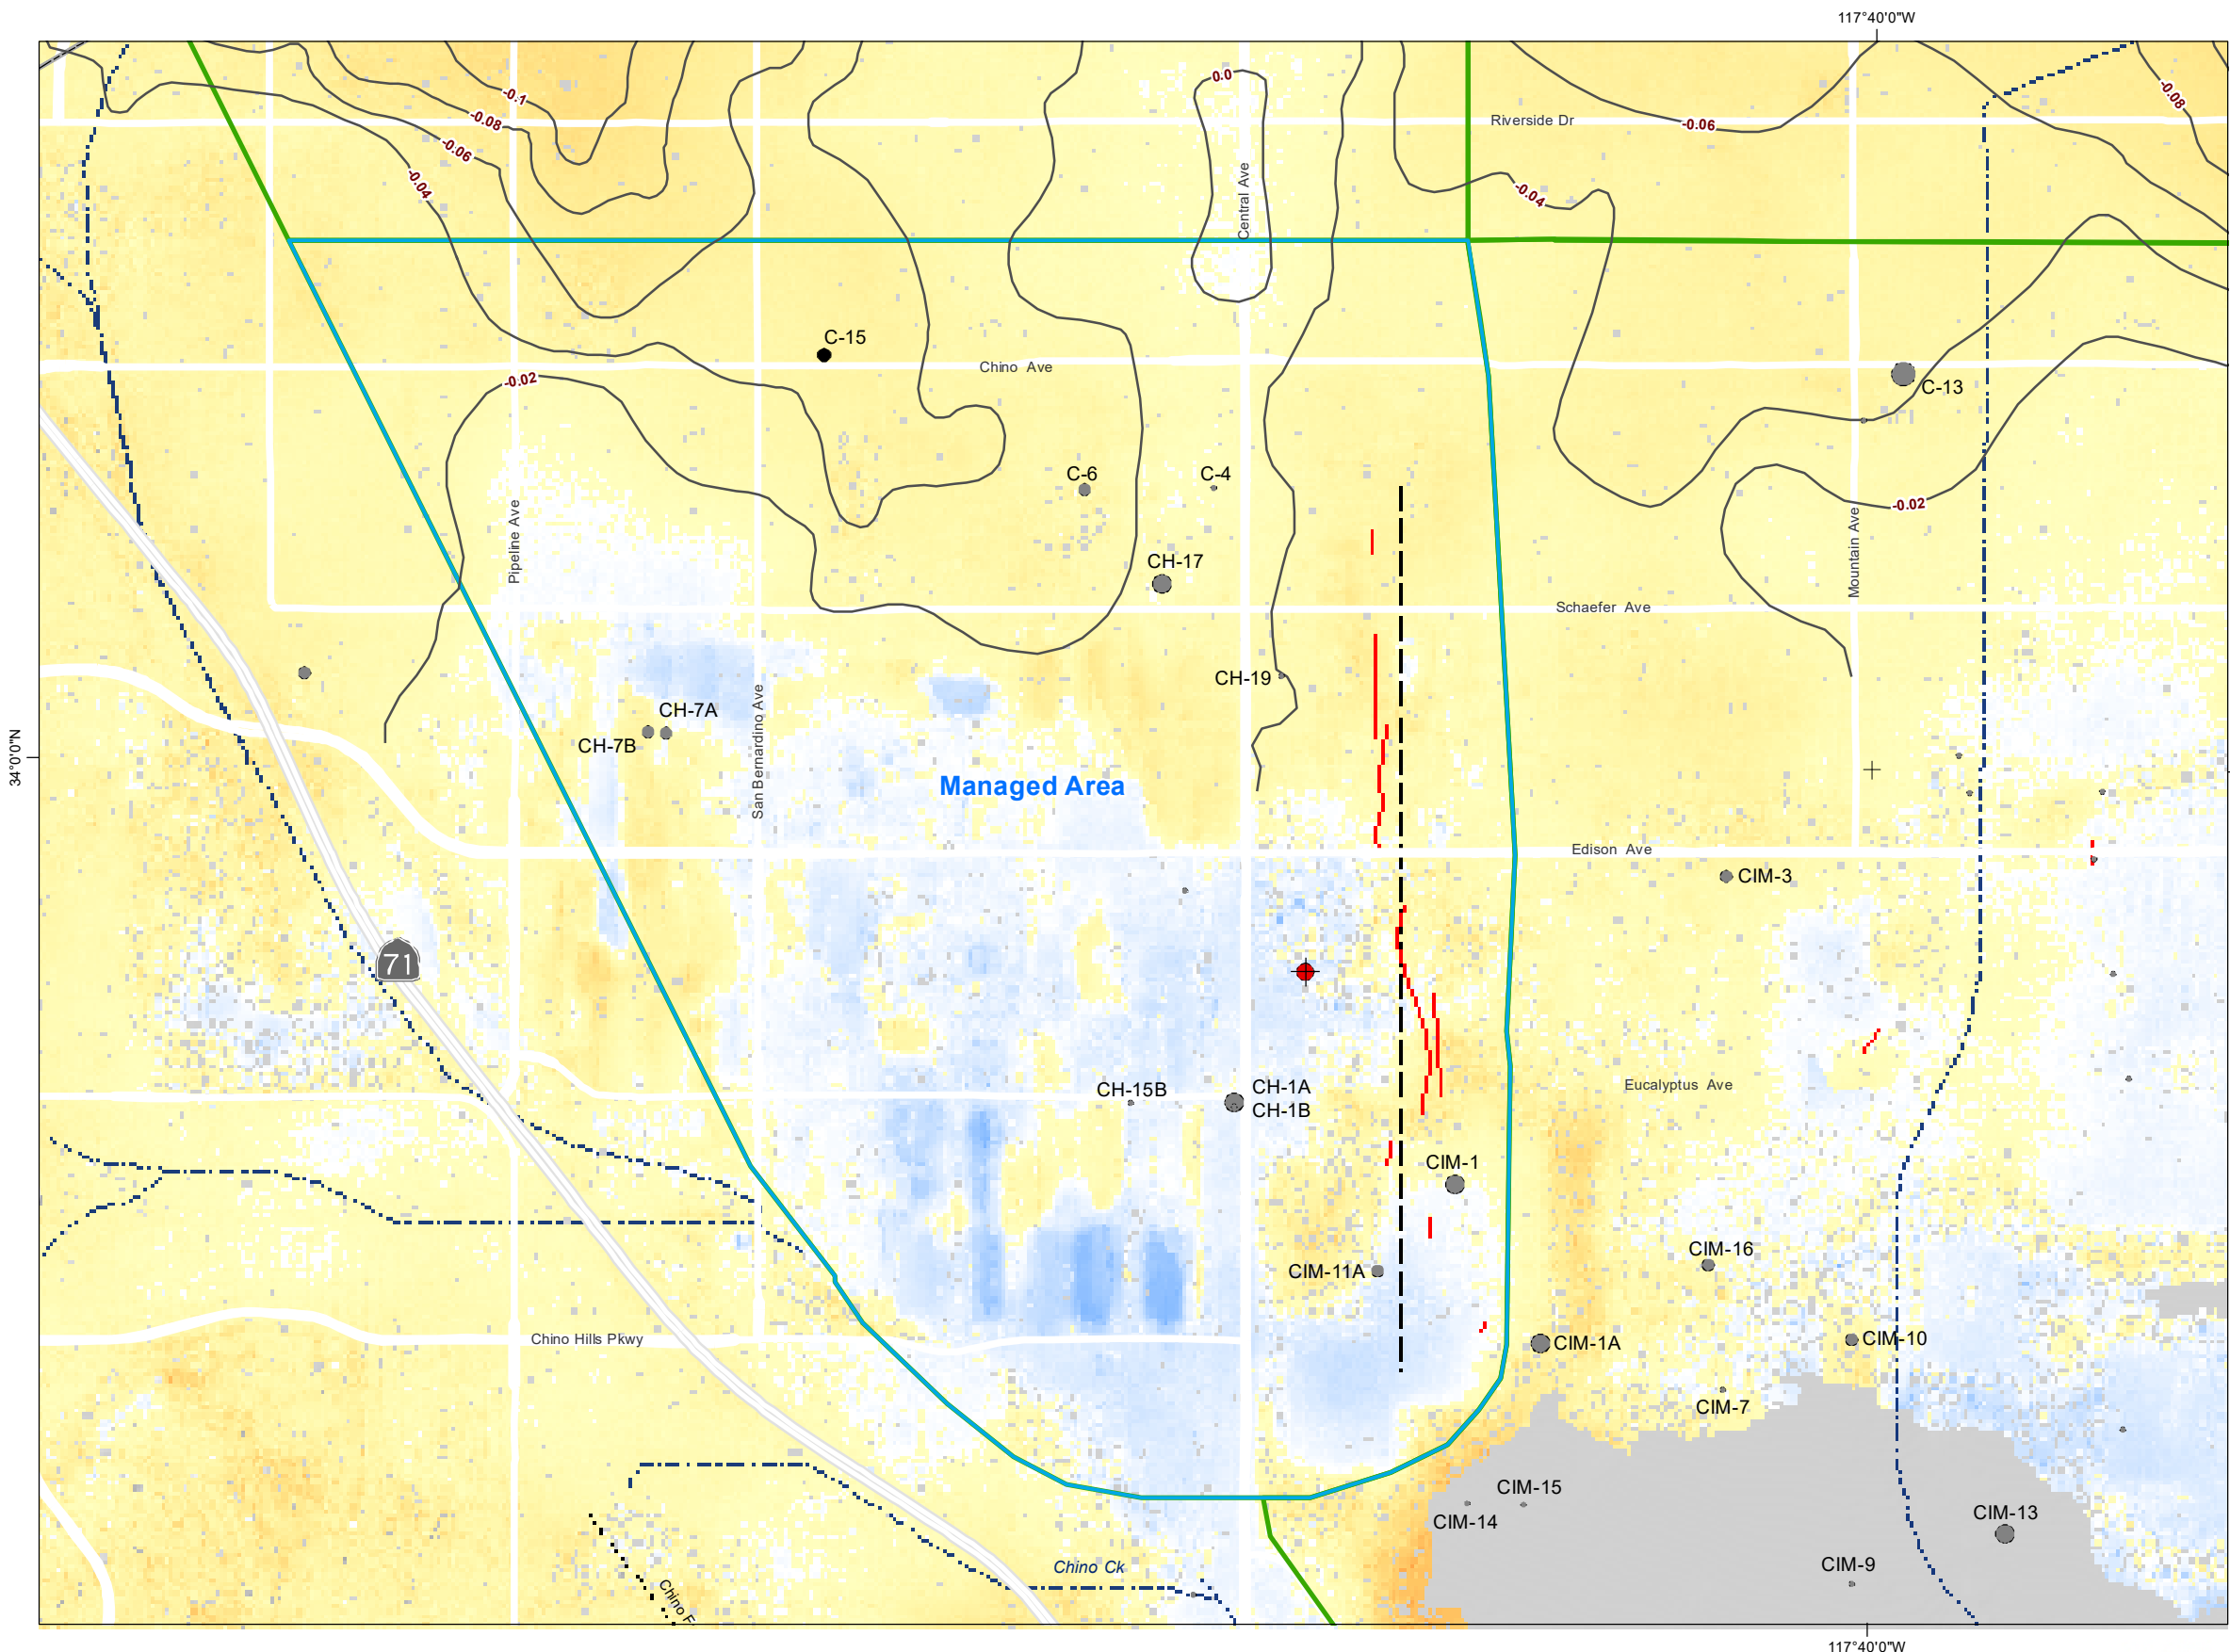 117°40'0"W
0.0
-0.1
-0.08
-0.08
-0.06
Riverside Dr
-0.06
-0.04
-0.04
Central Ave
C-15
Chino Ave
-0.02
C-13
C-6
C-4
-0.02
Pipeline Ave
Mountain Ave
CH-17
Schaefer Ave
CH-19
CH-7A
CH-7B
San Bernardino Ave
34°0'0"N
Managed Area
Edison Ave
CIM-3
71
CH-15B
CH-1A
CH-1B
Eucalyptus Ave
CIM-1
CIM-16
CIM-11A
Chino Hills Pkwy
CIM-1A
CIM-10
CIM-7
CIM-15
CIM-14
CIM-13
Chino Ck
CIM-9
Chino F
117°40'0"W